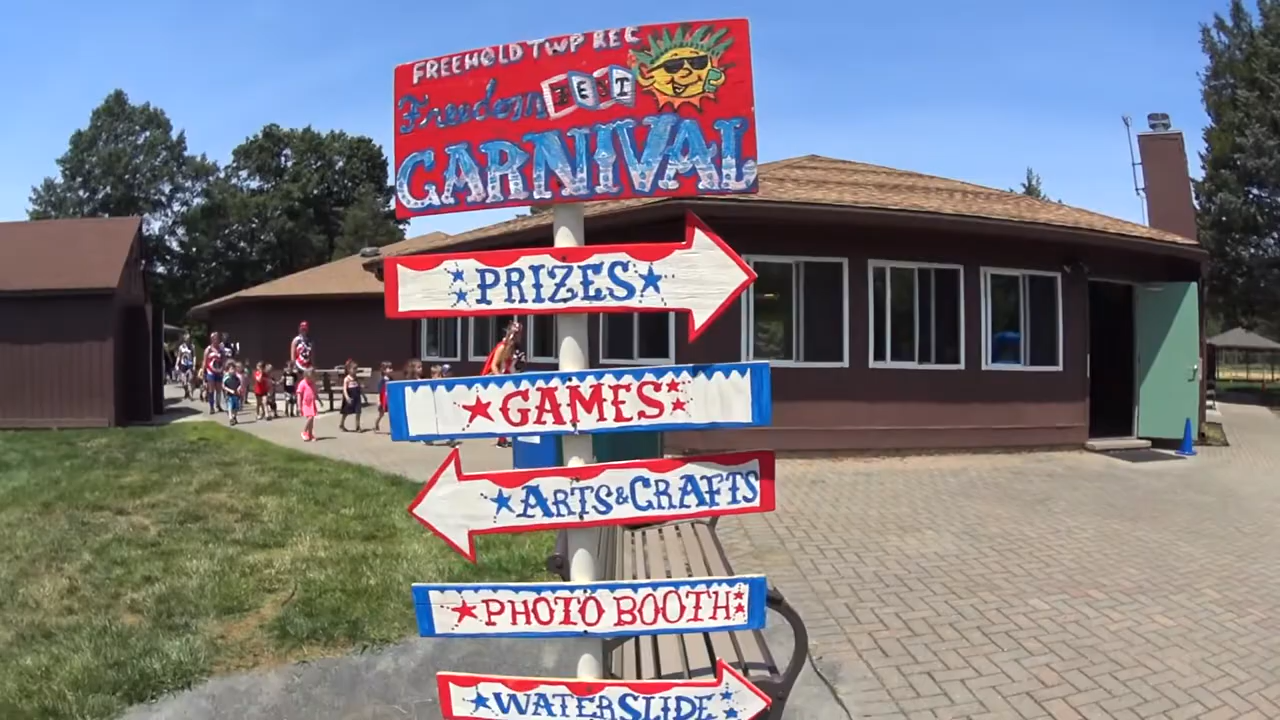 FREEHOLD TWP REC
Freedom FEST
CARNIVAL
PRIZES
GAMES
ARTS & CRAFTS
PHOTO BOOTH
WATERSLIDE